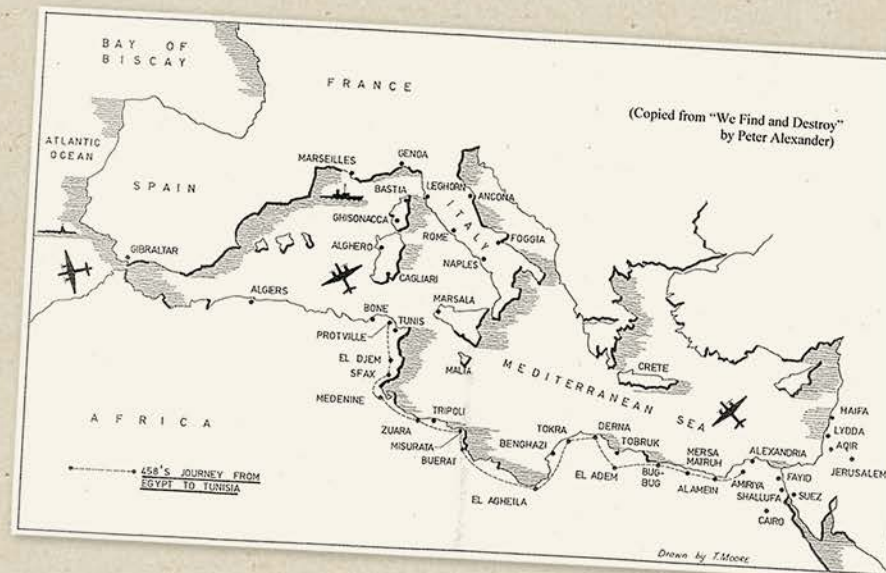 BAY OF
BISCAY
FRANCE
(Copied from "We Find and Destroy"
by Peter Alexander)
ATLANTIC
OCEAN
SPAIN
MARSEILLES
GENOA
BASTIA
LEGHORN
ANCONA
ITALY
GHISONACCA
ROME
FOGGIA
GIBRALTAR
ALGHERO
NAPLES
CAGLIARI
ALGIERS
MARSALA
BONE
TUNIS
PROTVILLE
EL DJEM
SFAX
MALTA
MEDITERRANEAN SEA
CRETE
MEDENINE
AFRICA
ZUARA
TRIPOLI
MISURATA
BUERAT
BENGHAZI
TOKRA
DERNA
TOBRUK
MERSA
MATRUH
ALEXANDRIA
HAIFA
LYDDA
AQIR
JERUSALEM
458'S JOURNEY FROM
EGYPT TO TUNISIA
EL AGHEILA
EL ADEM
BUG-
BUG
ALAMEIN
AMIRIYA
FAYID
SHALLUFA
SUEZ
CAIRO
Drawn by T. MOORE